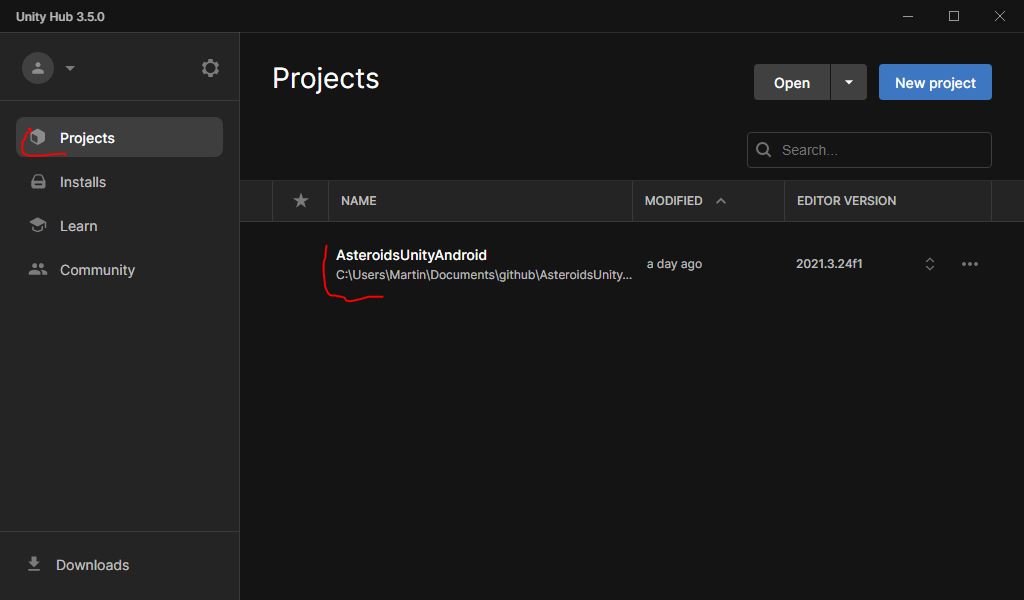 Unity Hub 3.5.0
Projects
Installs
Learn
Community
Downloads
Projects
Open
New project
Search...
NAME
MODIFIED
EDITOR VERSION
AsteroidsUnityAndroid
C:\Users\Martin\Documents\github\AsteroidsUnity...
a day ago
2021.3.24f1